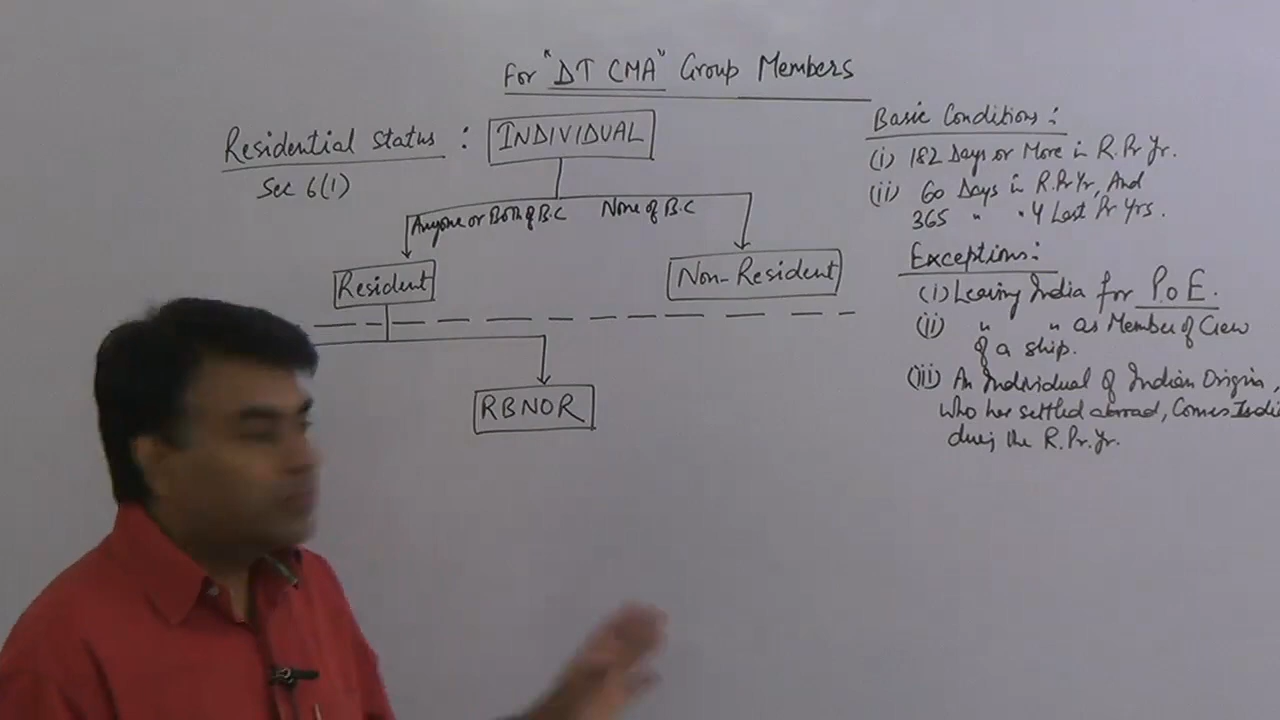 For "DT CMA" Group Members
Residential Status :
Sec 6(1)
INDIVIDUAL
Anyone or Both of B.C
None of B.C
Resident
Non-Resident
RBNOR
Basic Conditions :
(i) 182 Days or More in R.Pr Yr.
(ii) 60 Days in R.Pr Yr, And
365 " " 4 Last Pr Yrs.
Exceptions :
(i) Leaving India for P.o E.
(ii) " " as Member of Crew
of a ship.
(iii) An Individual of Indian Origin,
who has settled abroad, Comes
during the R. Pr. Yr.